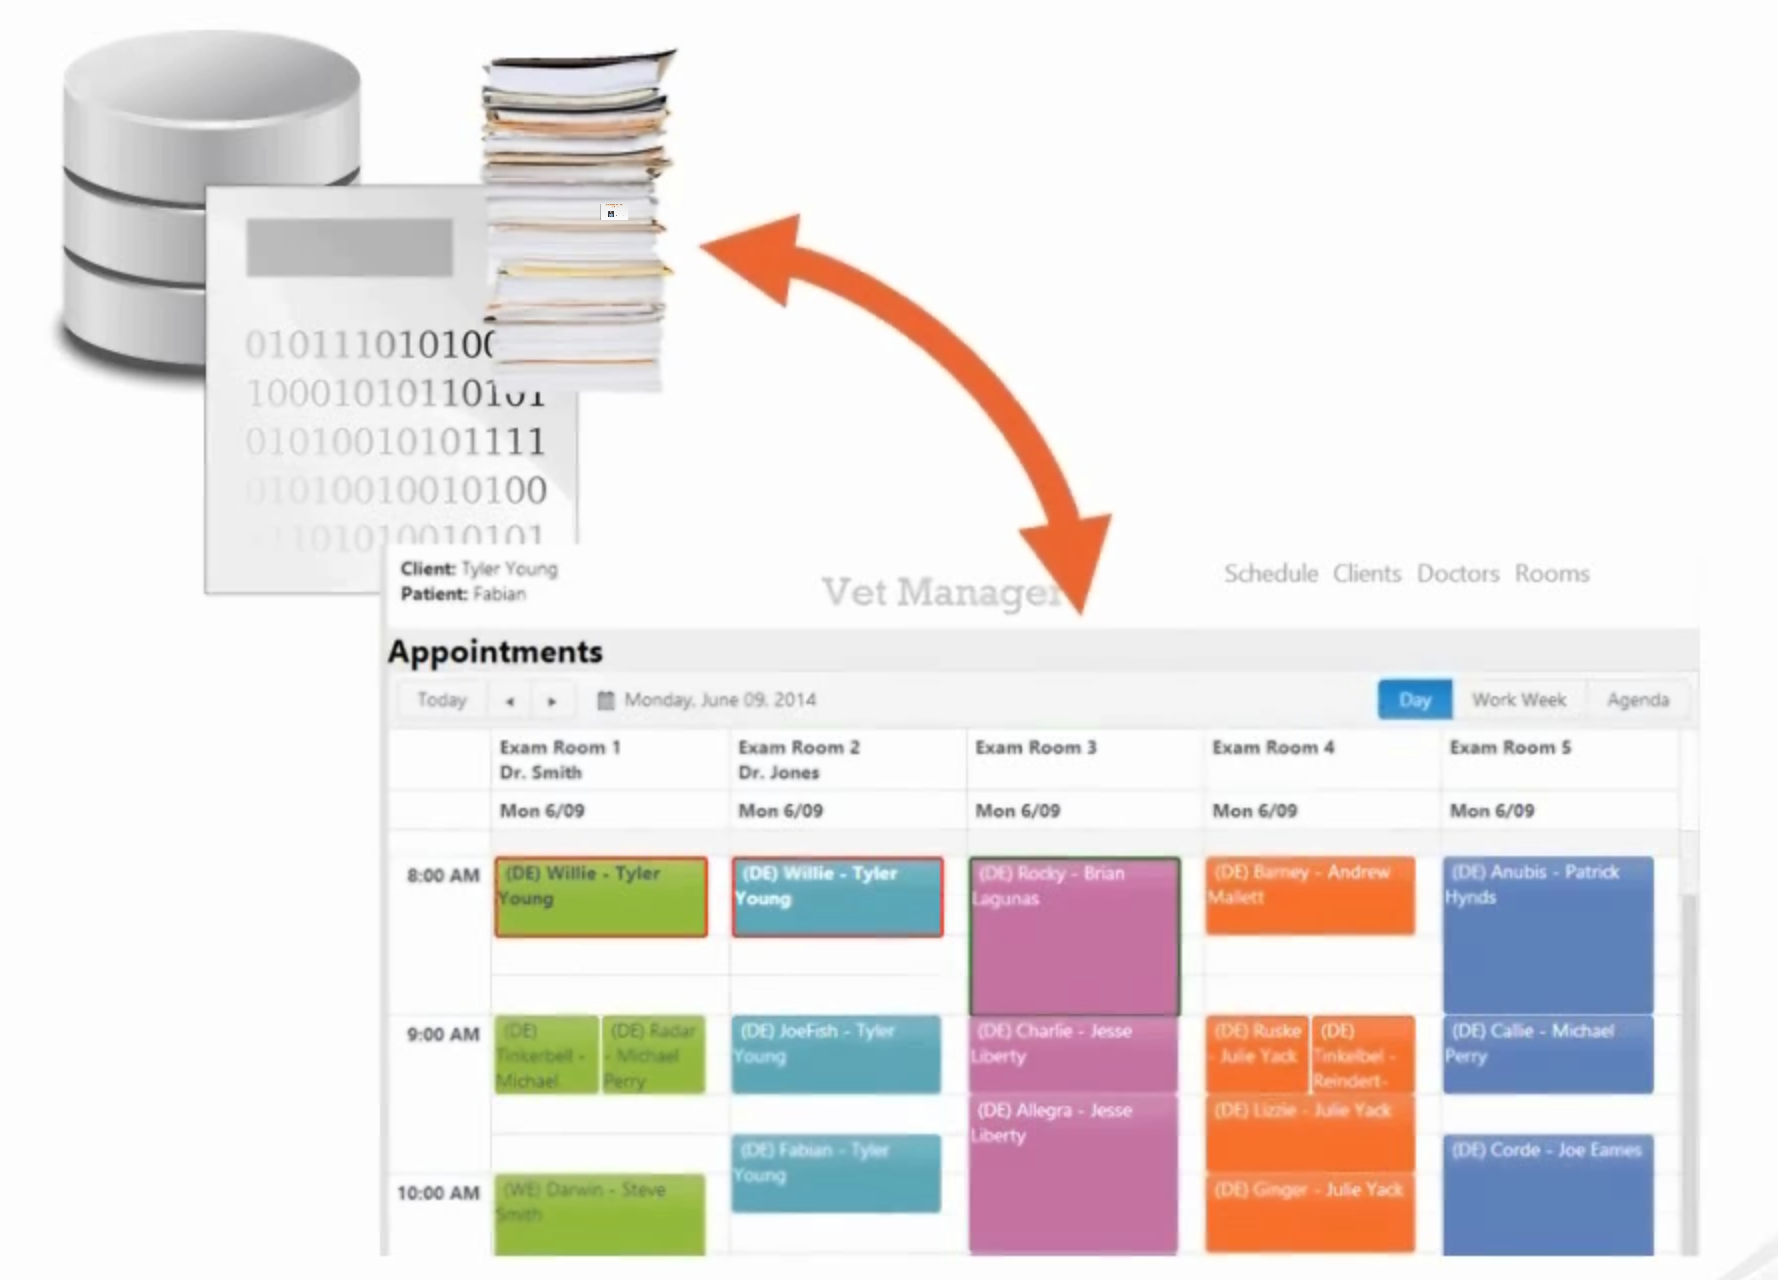 010111010100
10001010110101
01010010101111
01010010010100
1101010010101
Client: Tyler Young
Patient: Fabian
Vet Manager
Schedule Clients Doctors Rooms
Appointments
Today
Monday, June 09, 2014
Day Work Week Agenda
Exam Room 1
Dr. Smith
Exam Room 2
Dr. Jones
Exam Room 3
Exam Room 4
Exam Room 5
Mon 6/09
Mon 6/09
Mon 6/09
Mon 6/09
Mon 6/09
8:00 AM
(DE) Willie - Tyler
Young
(DE) Willie - Tyler
Young
(DE) Rocky - Brian
Lagunas
(DE) Barney - Andrew
Mallett
(DE) Anubis - Patrick
Hynds
9:00 AM
(DE)
Tinkerbell -
Michael
(DE) Radar
- Michael
Perry
(DE) JoeFish - Tyler
Young
(DE) Charlie - Jesse
Liberty
(DE) Ruske
- Julie Yack
(DE)
Tinkelbel -
Reindert-
(DE) Callie - Michael
Perry
(DE) Allegra - Jesse
Liberty
(DE) Lizzie - Julie Yack
(DE) Fabian - Tyler
Young
(DE) Corde - Joe Eames
10:00 AM
(WE) Darwin - Steve
Smith
(DE) Ginger - Julie Yack